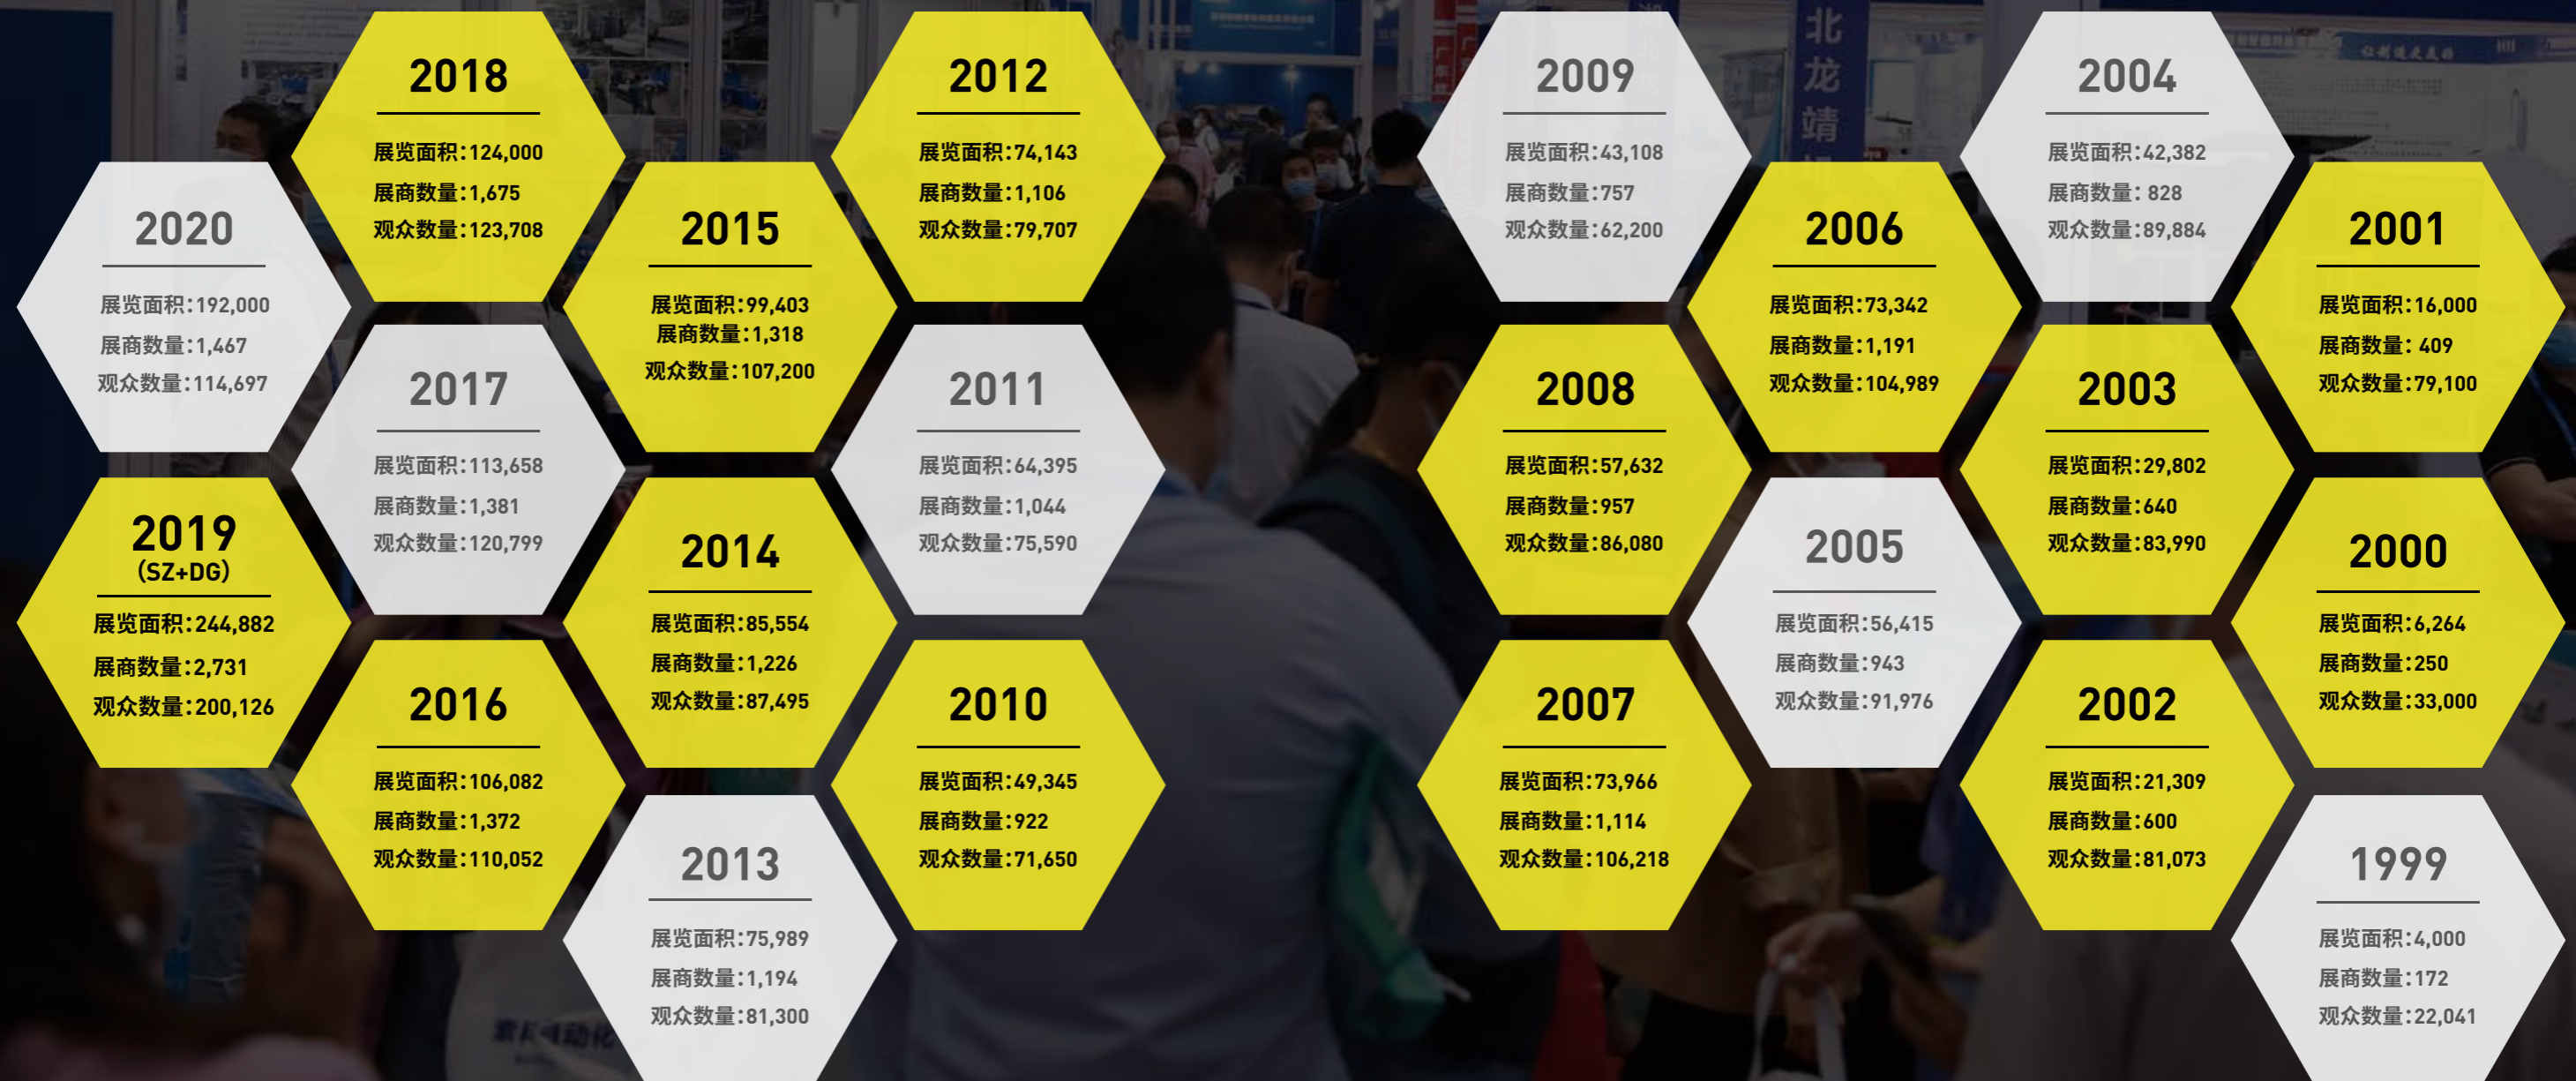 2020
展览面积:192,000
展商数量:1,467
观众数量:114,697
2019
(SZ+DG)
展览面积:244,882
展商数量:2,731
观众数量:200,126
2018
展览面积:124,000
展商数量:1,675
观众数量:123,708
2017
展览面积:113,658
展商数量:1,381
观众数量:120,799
2016
展览面积:106,082
展商数量:1,372
观众数量:110,052
2015
展览面积:99,403
展商数量:1,318
观众数量:107,200
2014
展览面积:85,554
展商数量:1,226
观众数量:87,495
2013
展览面积:75,989
展商数量:1,194
观众数量:81,300
2012
展览面积:74,143
展商数量:1,106
观众数量:79,707
2011
展览面积:64,395
展商数量:1,044
观众数量:75,590
2010
展览面积:49,345
展商数量:922
观众数量:71,650
2009
展览面积:43,108
展商数量:757
观众数量:62,200
2008
展览面积:57,632
展商数量:957
观众数量:86,080
2007
展览面积:73,966
展商数量:1,114
观众数量:106,218
2006
展览面积:73,342
展商数量:1,191
观众数量:104,989
2005
展览面积:56,415
展商数量:943
观众数量:91,976
2004
展览面积:42,382
展商数量: 828
观众数量:89,884
2003
展览面积:29,802
展商数量:640
观众数量:83,990
2002
展览面积:21,309
展商数量:600
观众数量:81,073
2001
展览面积:16,000
展商数量: 409
观众数量:79,100
2000
展览面积:6,264
展商数量:250
观众数量:33,000
1999
展览面积:4,000
展商数量:172
观众数量:22,041
北龙靖机